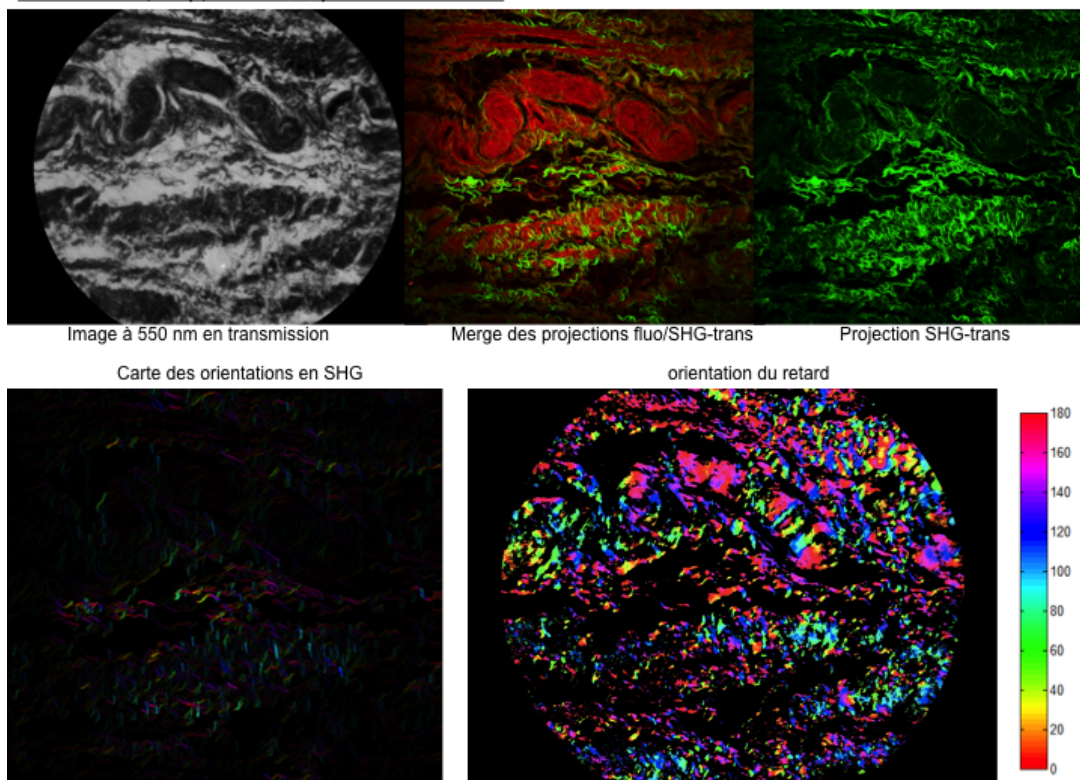 Image à 550 nm en transmission
Merge des projections fluo/SHG-trans
Projection SHG-trans
Carte des orientations en SHG
orientation du retard
180
160
140
120
100
80
60
40
20
0